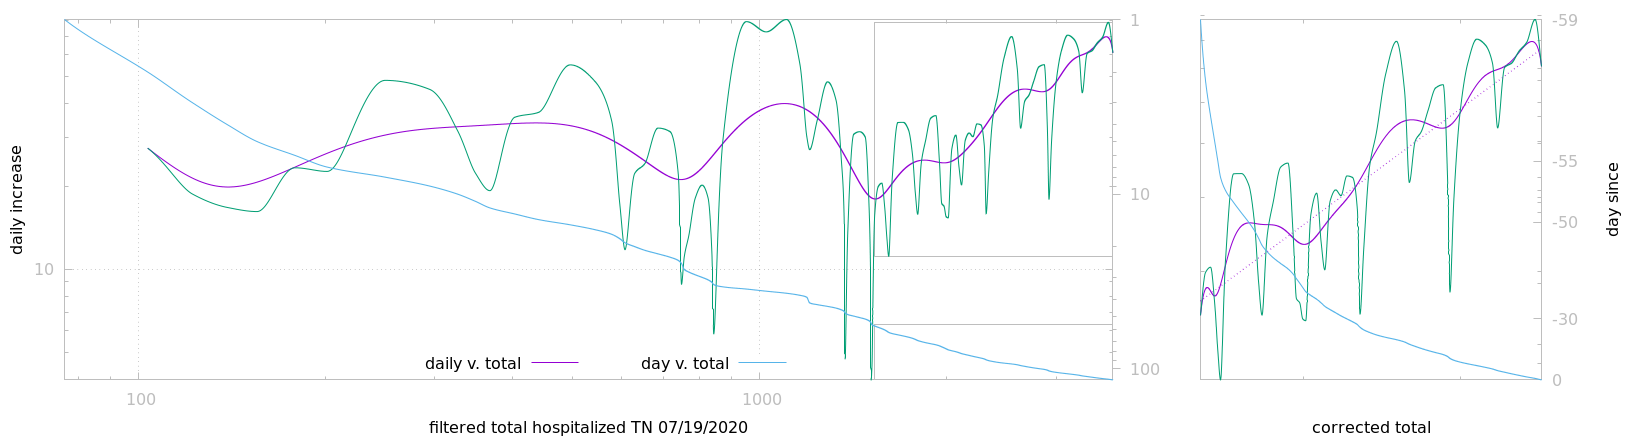 1
-59
daily increase
-55
day since
10
-50
10
-30
daily v. total
day v. total
100
0
100
1000
filtered total hospitalized TN 07/19/2020
corrected total